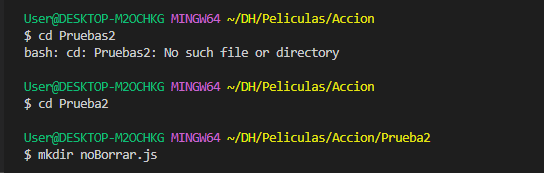 User@DESKTOP-M2OCHKG MINGW64 ~/DH/Peliculas/Accion
$ cd Pruebas2
bash: cd: Pruebas2: No such file or directory
User@DESKTOP-M2OCHKG MINGW64 ~/DH/Peliculas/Accion
$ cd Prueba2
User@DESKTOP-M2OCHKG MINGW64 ~/DH/Peliculas/Accion/Prueba2
$ mkdir noBorrar.js